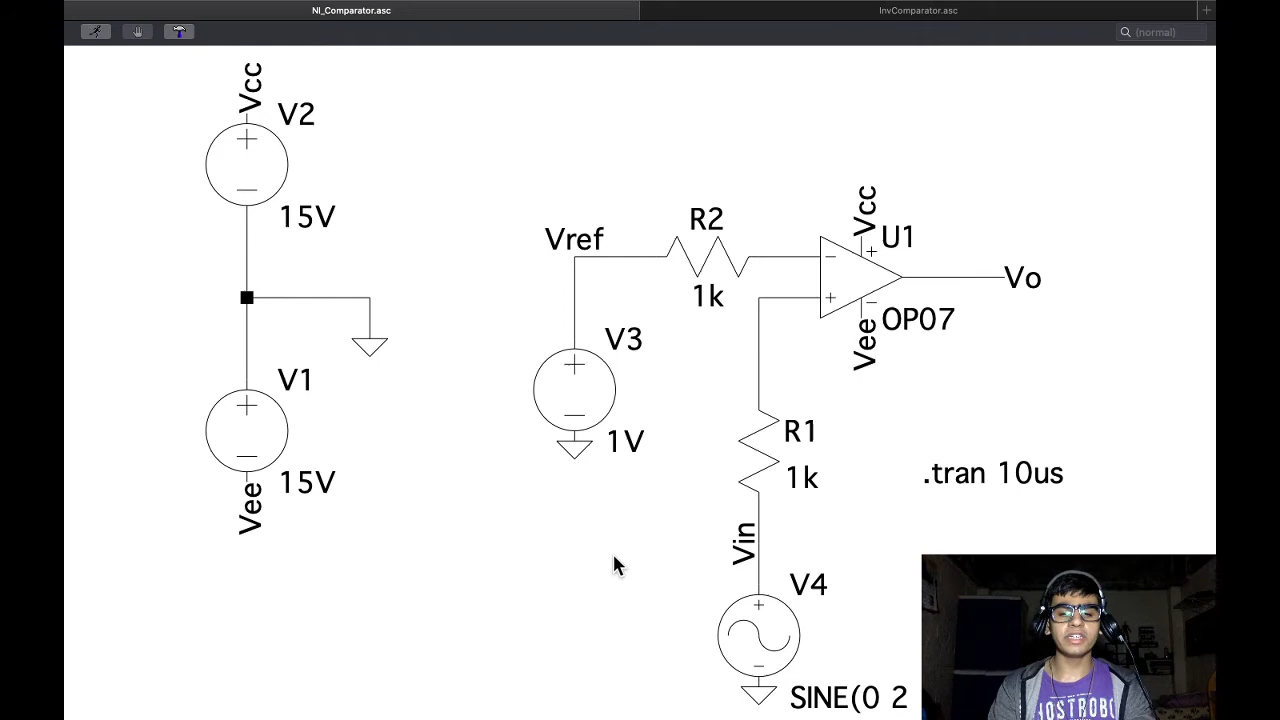 NI_Comparator.asc
InvComparator.asc
(normal)
Vcc
V2
15V
V1
15V
Vee
Vref
R2
1k
V3
1V
Vcc
U1
Vo
OP07
Vee
R1
1k
.tran 10us
Vin
V4
SINE(0 2